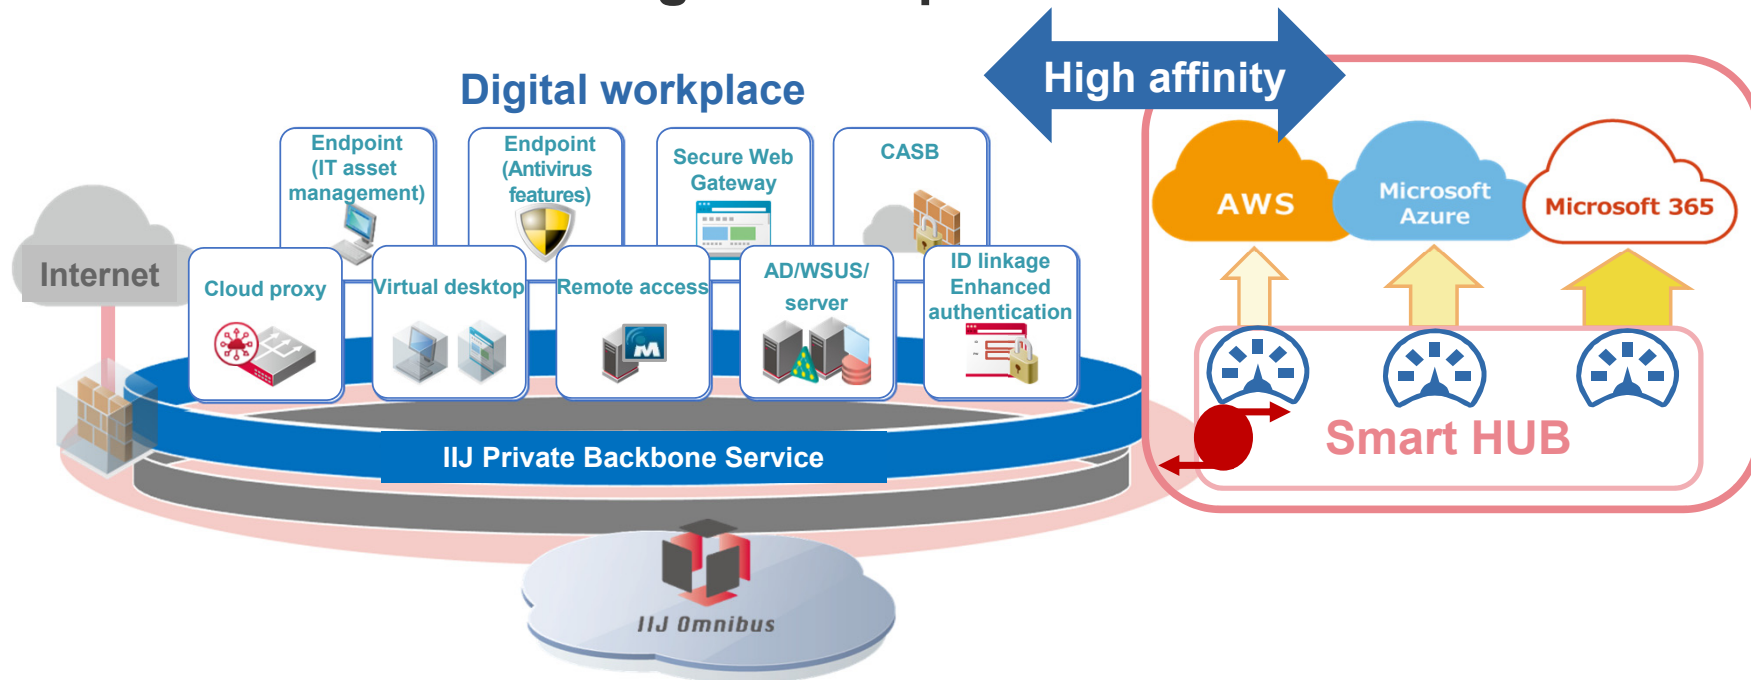 Digital workplace
High affinity
Endpoint
(IT asset
management)
Endpoint
(Antivirus
features)
Secure Web
Gateway
CASB
AWS
Microsoft
Azure
Microsoft 365
Internet
Cloud proxy
Virtual desktop
Remote access
AD/WSUS/
server
ID linkage
Enhanced
authentication
M
IIJ Private Backbone Service
Smart HUB
IIJ Omnibus